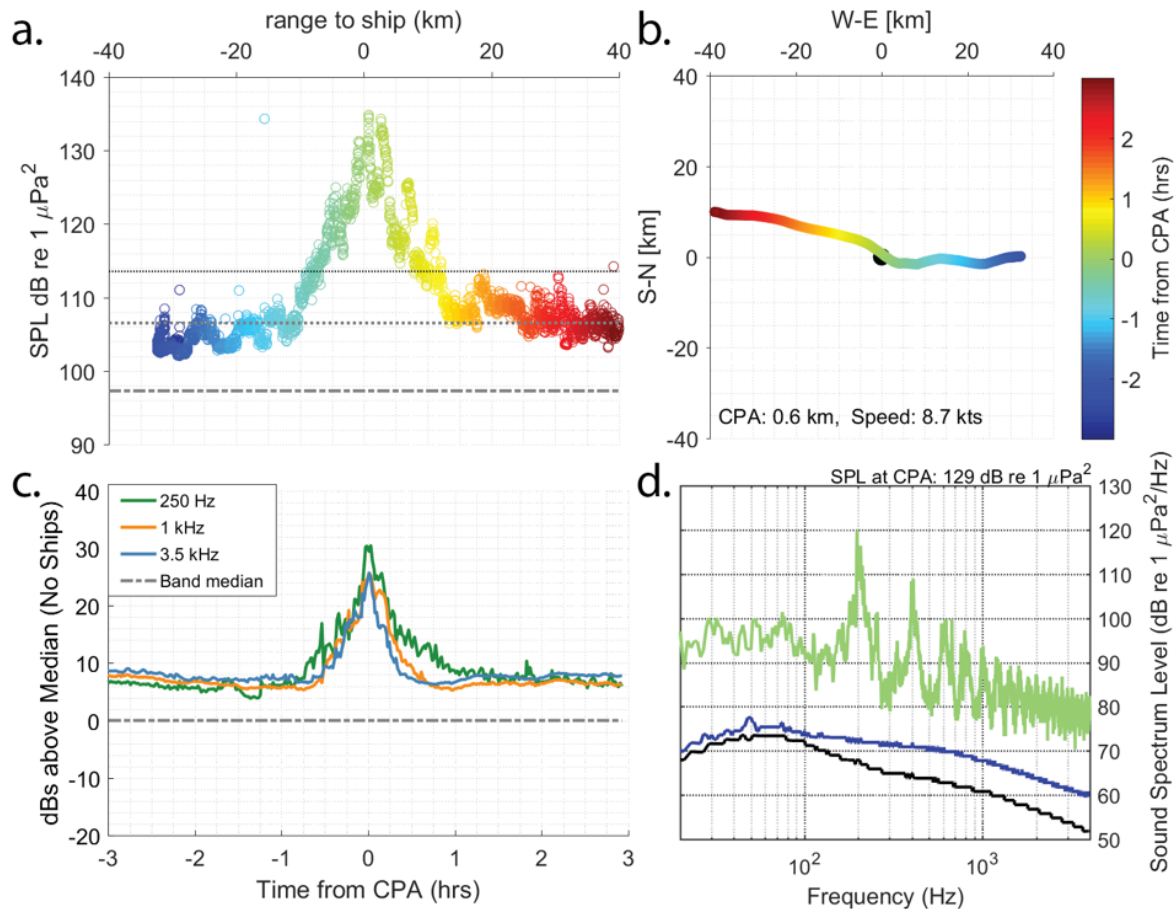 a.
range to ship (km)
-40 -20 0 20 40
SPL dB re 1 μPa²
140
130
120
110
100
90
b.
W-E [km]
-40 -20 0 20 40
S-N [km]
40
20
0
-20
-40
CPA: 0.6 km, Speed: 8.7 kts
Time from CPA (hrs)
2
1
0
-1
-2
c.
250 Hz
1 kHz
3.5 kHz
Band median
dBs above Median (No Ships)
40
30
20
10
0
-10
-20
-3 -2 -1 0 1 2 3
Time from CPA (hrs)
d.
SPL at CPA: 129 dB re 1 μPa²
Sound Spectrum Level (dB re 1 μPa²/Hz)
130
120
110
100
90
80
70
60
50
10² 10³
Frequency (Hz)